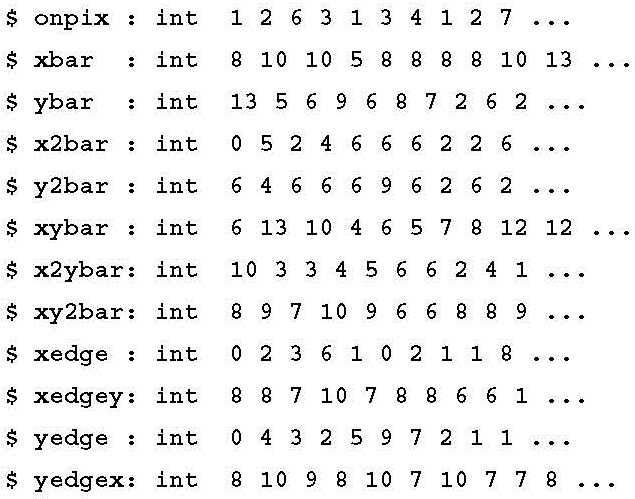 $ onpix : int 1 2 6 3 1 3 4 1 2 7 ...
$ xbar : int 8 10 10 5 8 8 8 8 10 13 ...
$ ybar : int 13 5 6 9 6 8 7 2 6 2 ...
$ x2bar : int 0 5 2 4 6 6 6 2 2 6 ...
$ y2bar : int 6 4 6 6 6 9 6 2 6 2 ...
$ xybar : int 6 13 10 4 6 5 7 8 12 12 ...
$ x2ybar: int 10 3 3 4 5 6 6 2 4 1 ...
$ xy2bar: int 8 9 7 10 9 6 6 8 8 9 ...
$ xedge : int 0 2 3 6 1 0 2 1 1 8 ...
$ xedgey: int 8 8 7 10 7 8 8 6 6 1 ...
$ yedge : int 0 4 3 2 5 9 7 2 1 1 ...
$ yedgex: int 8 10 9 8 10 7 10 7 7 8 ...